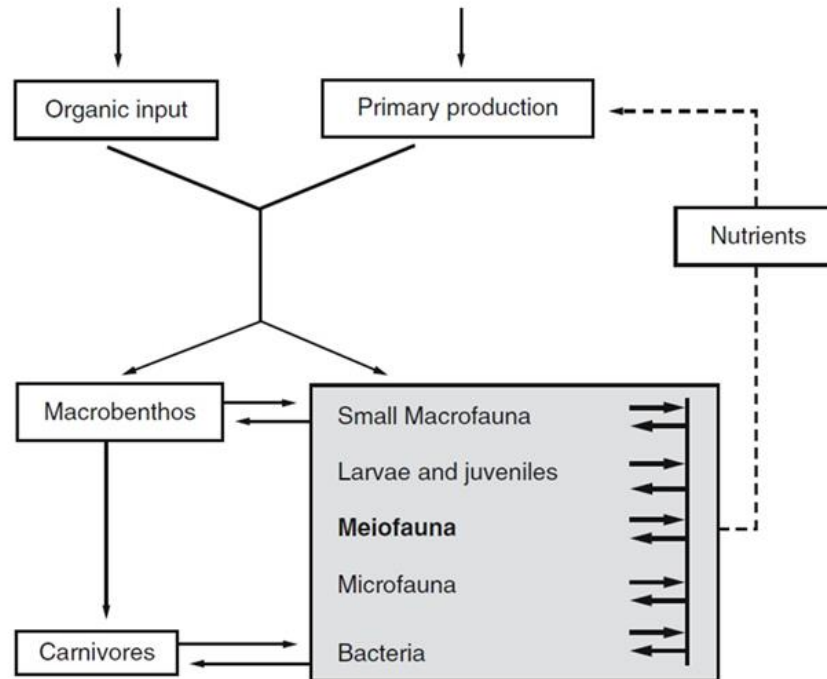 Organic input
Primary production
Nutrients
Macrobenthos
Small Macrofauna
Larvae and juveniles
Meiofauna
Microfauna
Carnivores
Bacteria